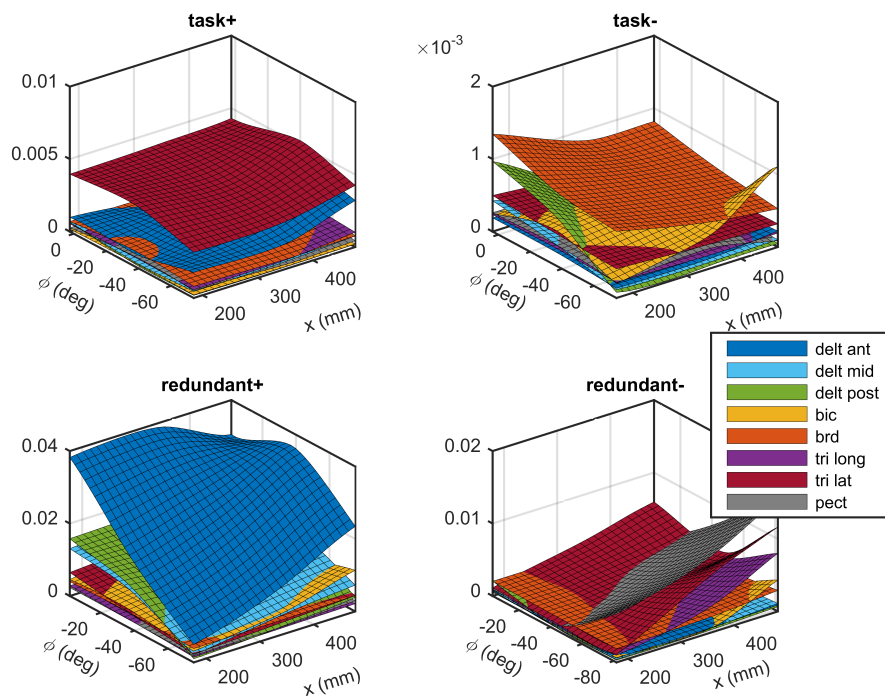 task+
0.01
0.005
0
0
-20
-40
-60
ϕ (deg)
200
300
400
x (mm)
task-
×10-3
2
1
0
0
-20
-40
-60
ϕ (deg)
200
300
400
x (mm)
redundant+
0.04
0.02
0
-20
-40
-60
ϕ (deg)
200
300
400
x (mm)
redundant-
0.02
0.01
0
-20
-40
-60
-80
ϕ (deg)
200
300
400
x (mm)
delt ant
delt mid
delt post
bic
brd
tri long
tri lat
pect